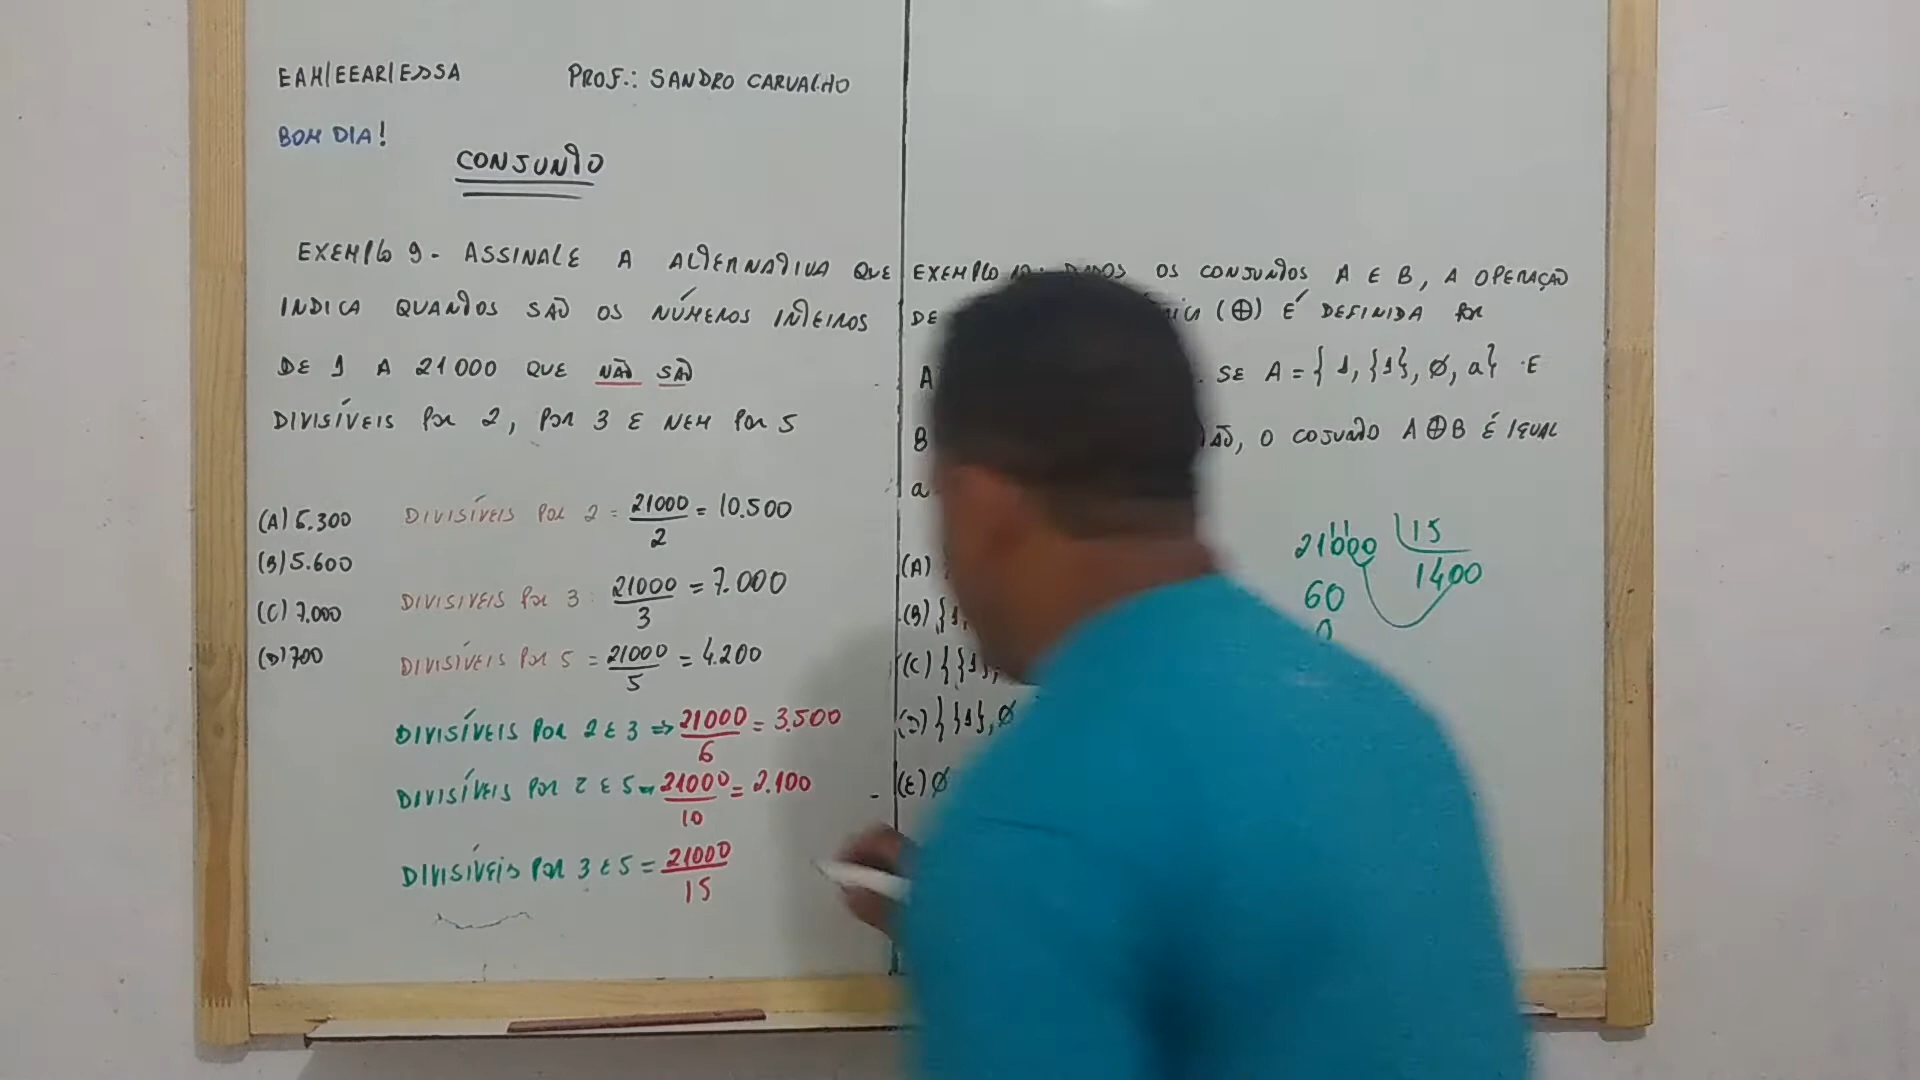 EAM/EEAR/ESSA PROF.: SANDRO CARVALHO
BOM DIA!
CONJUNTO
EXEMPLO 9- ASSINALE A ALTERNATIVA QUE
INDICA QUANTOS SÃO OS NÚMEROS INTEIROS
DE 1 A 21000 QUE NÃO SÃO
DIVISÍVEIS POR 2, POR 3 E NEM POR 5
(A) 5.300
(B) 5.600
(C) 7.000
(D) 700
DIVISÍVEIS POR 2 = 21000/2 = 10.500
DIVISIVEIS POR 3: 21000/3 = 7.000
DIVISÍVEIS POR 5 = 21000/5 = 4.200
DIVISÍVEIS POR 2 E 3 => 21000/6 = 3.500
DIVISÍVEIS POR 2 E 5 = 21000/10 = 2.100
DIVISÍVEIS POR 3 E 5 = 21000/15
EXEMPLO OS CONJUNTOS A E B, A OPERAÇÃO
DE (⊕) É DEFINIDA POR
A SE A = { 1, {1}, ∅, a} E
B O COJUNTO A ⊕ B É IGUAL
a
(A)
(B) {1,
(C) {{1},
(D) {{1}, ∅
(E) ∅
21000 15
60 1400
0